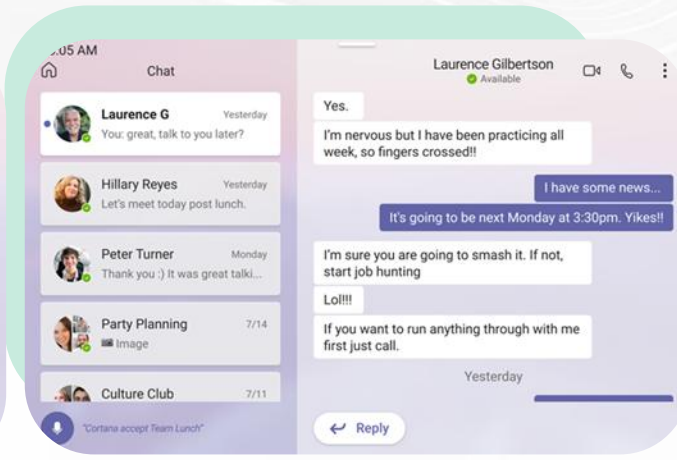 :05 AM
Chat
Laurence G
Yesterday
You: great, talk to you later?
Hillary Reyes
Yesterday
Let's meet today post lunch.
Peter Turner
Monday
Thank you :) It was great talki...
Party Planning
7/14
Image
Culture Club
7/11
"Cortana accept Team Lunch"
Laurence Gilbertson
Available
Yes.
I'm nervous but I have been practicing all
week, so fingers crossed!!
I have some news...
It's going to be next Monday at 3:30pm. Yikes!!
I'm sure you are going to smash it. If not,
start job hunting
Lol!!!
If you want to run anything through with me
first just call.
Yesterday
Reply